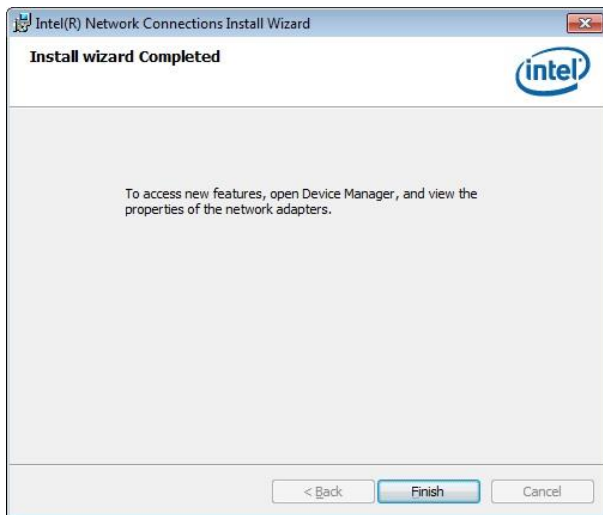 Intel(R) Network Connections Install Wizard
Install wizard Completed
intel
To access new features, open Device Manager, and view the
properties of the network adapters.
< Back
Finish
Cancel